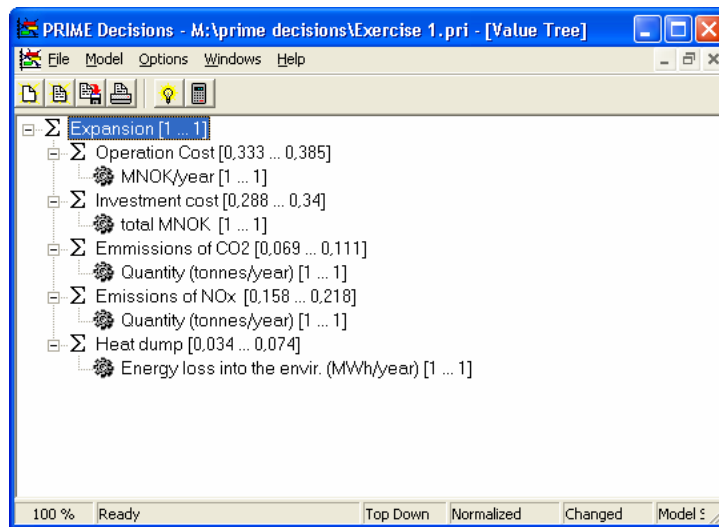 PRIME Decisions - M:\prime decisions\Exercise 1.pri - [Value Tree]
File Model Options Windows Help
Σ Expansion [1 ... 1]
Σ Operation Cost [0,333 ... 0,385]
MNOK/year [1 ... 1]
Σ Investment cost [0,288 ... 0,34]
total MNOK [1 ... 1]
Σ Emmissions of CO2 [0,069 ... 0,111]
Quantity (tonnes/year) [1 ... 1]
Σ Emissions of NOx [0,158 ... 0,218]
Quantity (tonnes/year) [1 ... 1]
Σ Heat dump [0,034 ... 0,074]
Energy loss into the envir. (MWh/year) [1 ... 1]
100 % Ready Top Down Normalized Changed Model